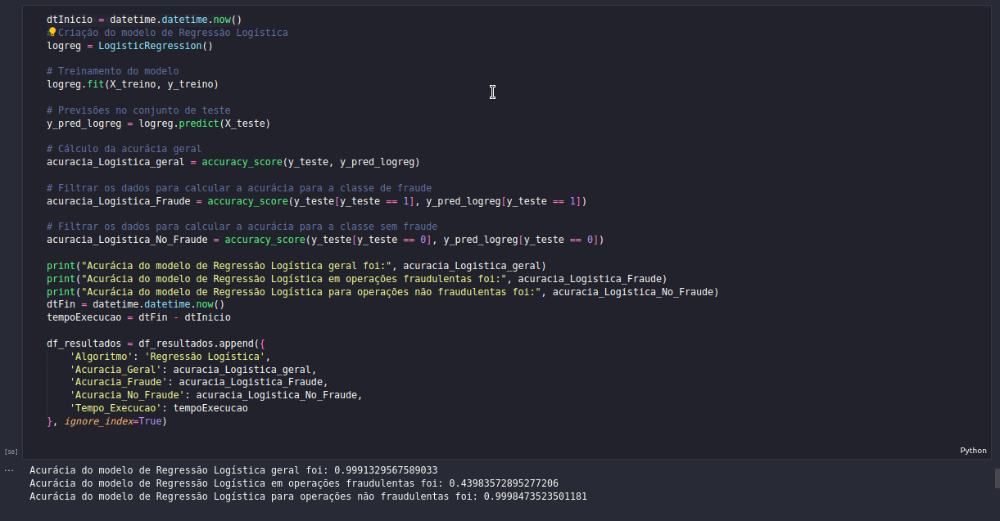 dtInicio = datetime.datetime.now()
# Criação do modelo de Regressão Logística
logreg = LogisticRegression()
# Treinamento do modelo
logreg.fit(X_treino, y_treino)
# Previsões no conjunto de teste
y_pred_logreg = logreg.predict(X_teste)
# Cálculo da acurácia geral
acuracia_Logistica_geral = accuracy_score(y_teste, y_pred_logreg)
# Filtrar os dados para calcular a acurácia para a classe de fraude
acuracia_Logistica_Fraude = accuracy_score(y_teste[y_teste == 1], y_pred_logreg[y_teste == 1])
# Filtrar os dados para calcular a acurácia para a classe sem fraude
acuracia_Logistica_No_Fraude = accuracy_score(y_teste[y_teste == 0], y_pred_logreg[y_teste == 0])
print("Acurácia do modelo de Regressão Logística geral foi:", acuracia_Logistica_geral)
print("Acurácia do modelo de Regressão Logística em operações fraudulentas foi:", acuracia_Logistica_Fraude)
print("Acurácia do modelo de Regressão Logística para operações não fraudulentas foi:", acuracia_Logistica_No_Fraude)
dtFin = datetime.datetime.now()
tempoExecucao = dtFin - dtInicio
df_resultados = df_resultados.append({
    'Algoritmo': 'Regressão Logística',
    'Acuracia_Geral': acuracia_Logistica_geral,
    'Acuracia_Fraude': acuracia_Logistica_Fraude,
    'Acuracia_No_Fraude': acuracia_Logistica_No_Fraude,
    'Tempo_Execucao': tempoExecucao
}, ignore_index=True)
Python
Acurácia do modelo de Regressão Logística geral foi: 0.9991329567589033
Acurácia do modelo de Regressão Logística em operações fraudulentas foi: 0.43983572895277206
Acurácia do modelo de Regressão Logística para operações não fraudulentas foi: 0.9998473523501181